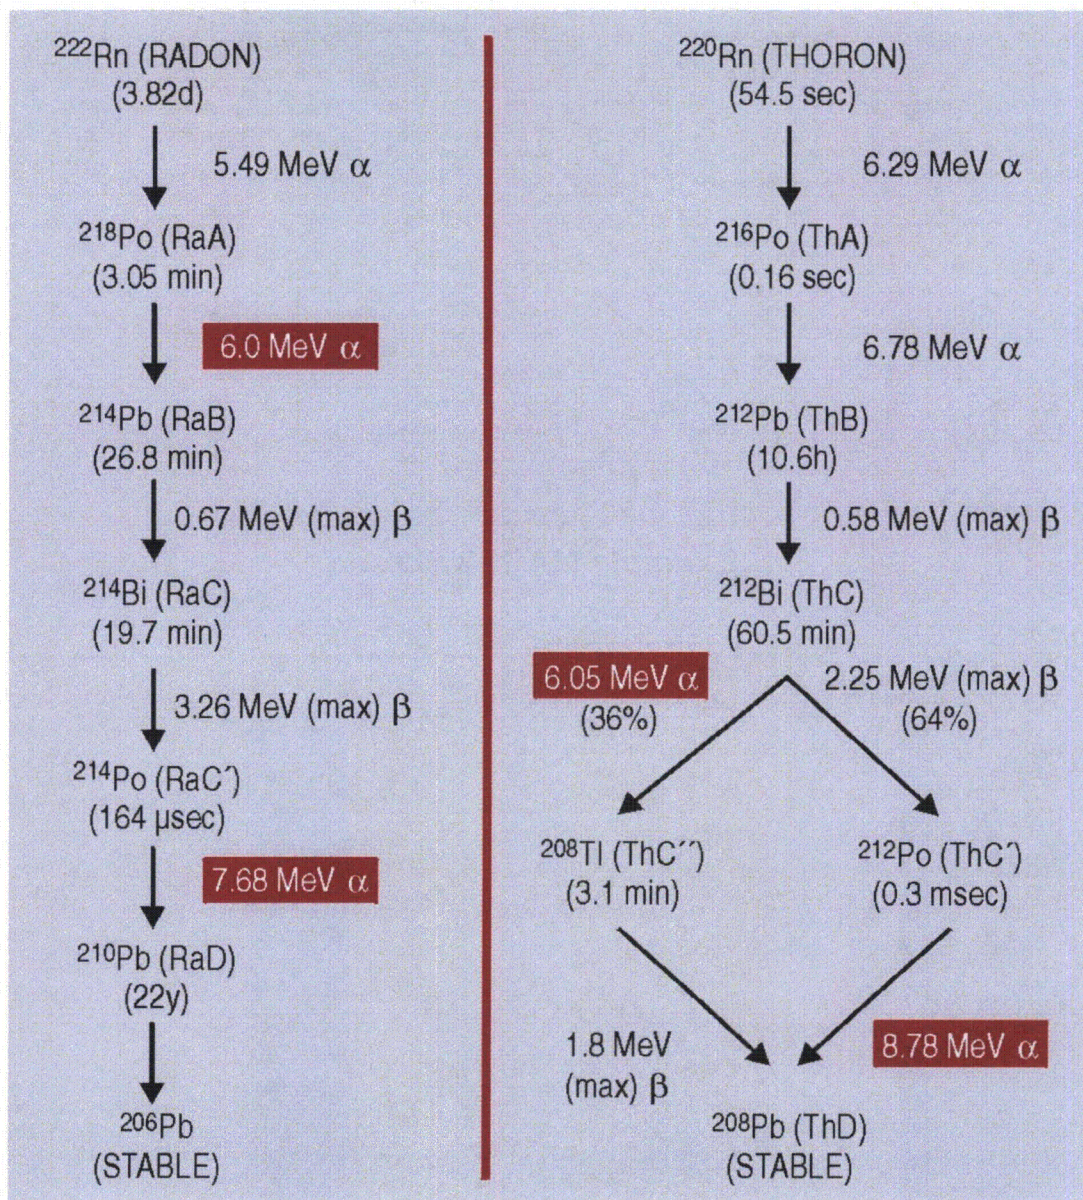 ²²²Rn (RADON)
(3.82d)
5.49 MeV α
²¹⁸Po (RaA)
(3.05 min)
6.0 MeV α
²¹⁴Pb (RaB)
(26.8 min)
0.67 MeV (max) β
²¹⁴Bi (RaC)
(19.7 min)
3.26 MeV (max) β
²¹⁴Po (RaC´)
(164 µsec)
7.68 MeV α
²¹⁰Pb (RaD)
(22y)
²⁰⁶Pb
(STABLE)
²²⁰Rn (THORON)
(54.5 sec)
6.29 MeV α
²¹⁶Po (ThA)
(0.16 sec)
6.78 MeV α
²¹²Pb (ThB)
(10.6h)
0.58 MeV (max) β
²¹²Bi (ThC)
(60.5 min)
6.05 MeV α
(36%)
2.25 MeV (max) β
(64%)
²⁰⁸Tl (ThC´´)
(3.1 min)
²¹²Po (ThC´)
(0.3 msec)
1.8 MeV
(max) β
8.78 MeV α
²⁰⁸Pb (ThD)
(STABLE)